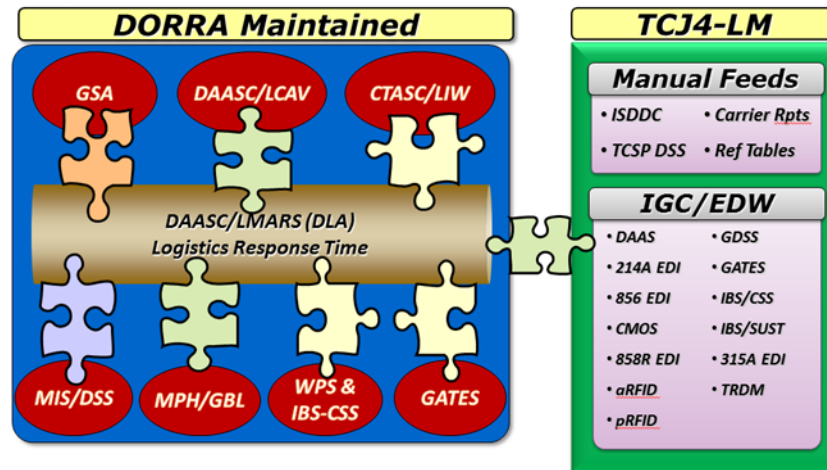 DORRA Maintained
GSA
DAASC/LCAV
CTASC/LIW
DAASC/LMARS (DLA)
Logistics Response Time
MIS/DSS
MPH/GBL
WPS &
IBS-CSS
GATES
TCJ4-LM
Manual Feeds
• ISDDC • Carrier Rpts
• TCSP DSS • Ref Tables
IGC/EDW
• DAAS • GDSS
• 214A EDI • GATES
• 856 EDI • IBS/CSS
• CMOS • IBS/SUST
• 858R EDI • 315A EDI
• aRFID • TRDM
• pRFID